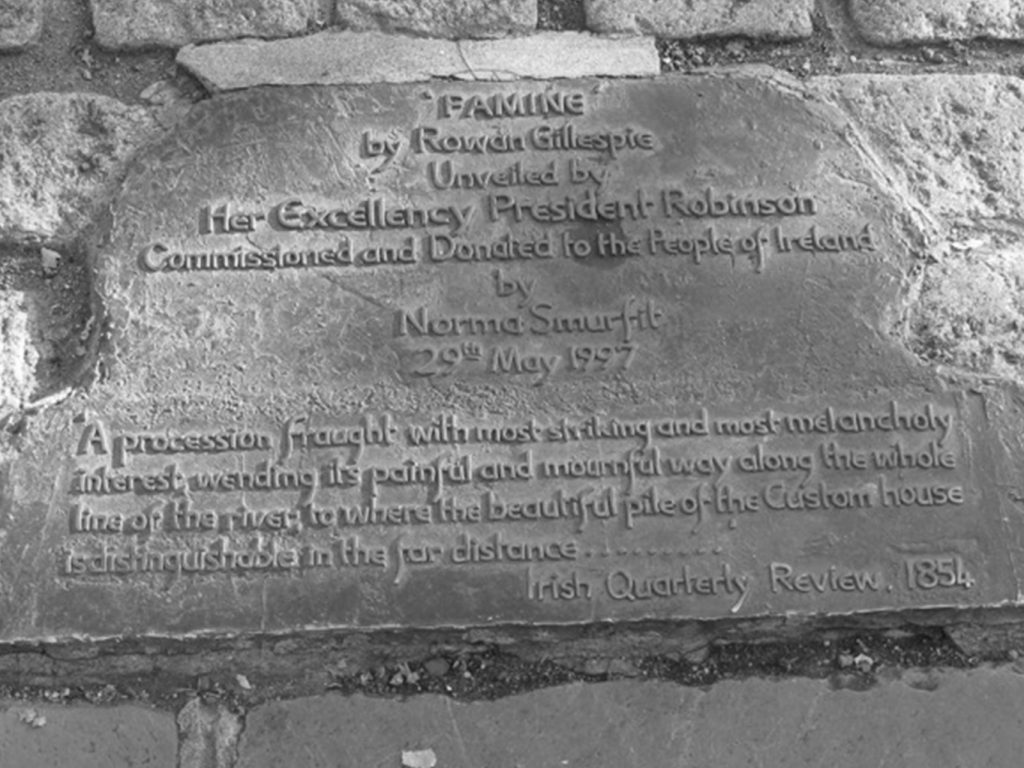 "FAMINE"
by Rowan Gillespie
Unveiled by
Her Excellency President Robinson
Commissioned and Donated to the People of Ireland
by
Norma Smurfit
29th May 1997
"A procession fraught with most striking and most melancholy
interest, wending its painful and mournful way along the whole
line of the river, to where the beautiful pile of the Custom house
is distinguishable in the far distance..........
Irish Quarterly Review. 1854